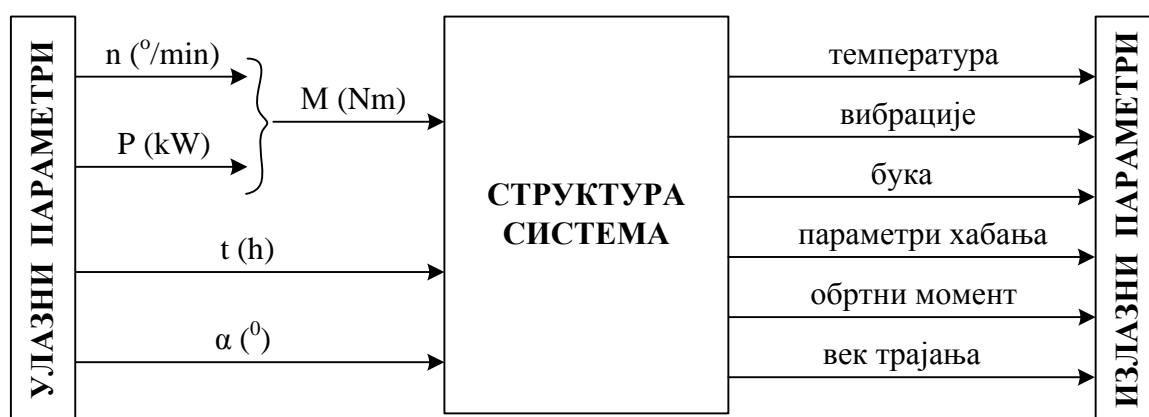 УЛАЗНИ ПАРАМЕТРИ
n (º/min)
P (kW)
M (Nm)
t (h)
α (⁰)
СТРУКТУРА
СИСТЕМА
температура
вибрације
бука
параметри хабања
обртни момент
век трајања
ИЗЛАЗНИ ПАРАМЕТРИ